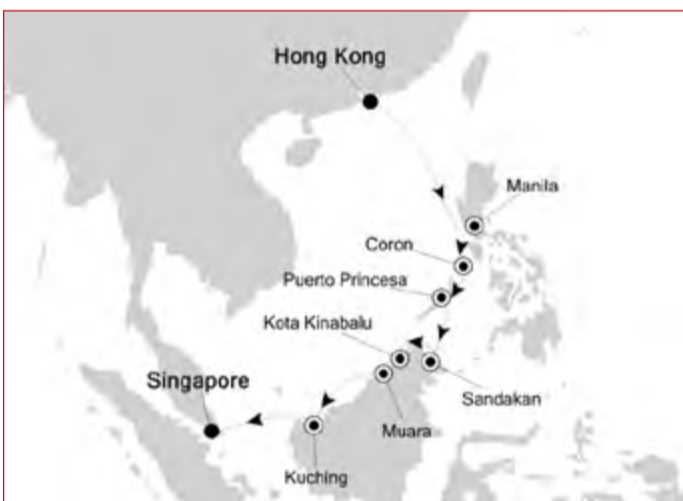 Hong Kong
Manila
Coron
Puerto Princesa
Kota Kinabalu
Singapore
Sandakan
Muara
Kuching